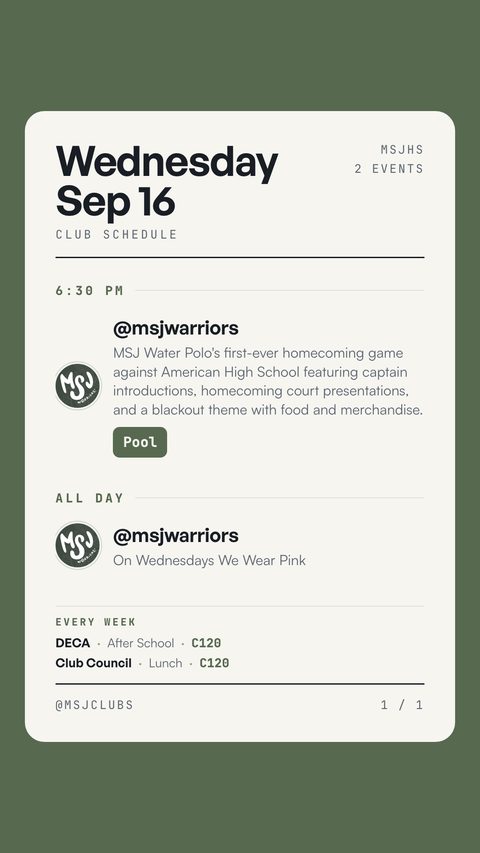 Wednesday
Sep 16
MSJHS
2 EVENTS
CLUB SCHEDULE
6:30 PM
@msjwarriors
MSJ
MSJ Water Polo's first-ever homecoming game
against American High School featuring captain
introductions, homecoming court presentations,
and a blackout theme with food and merchandise.
Pool
ALL DAY
MSJ
@msjwarriors
On Wednesdays We Wear Pink
EVERY WEEK
DECA · After School · C120
Club Council · Lunch · C120
@MSJCLUBS
1 / 1